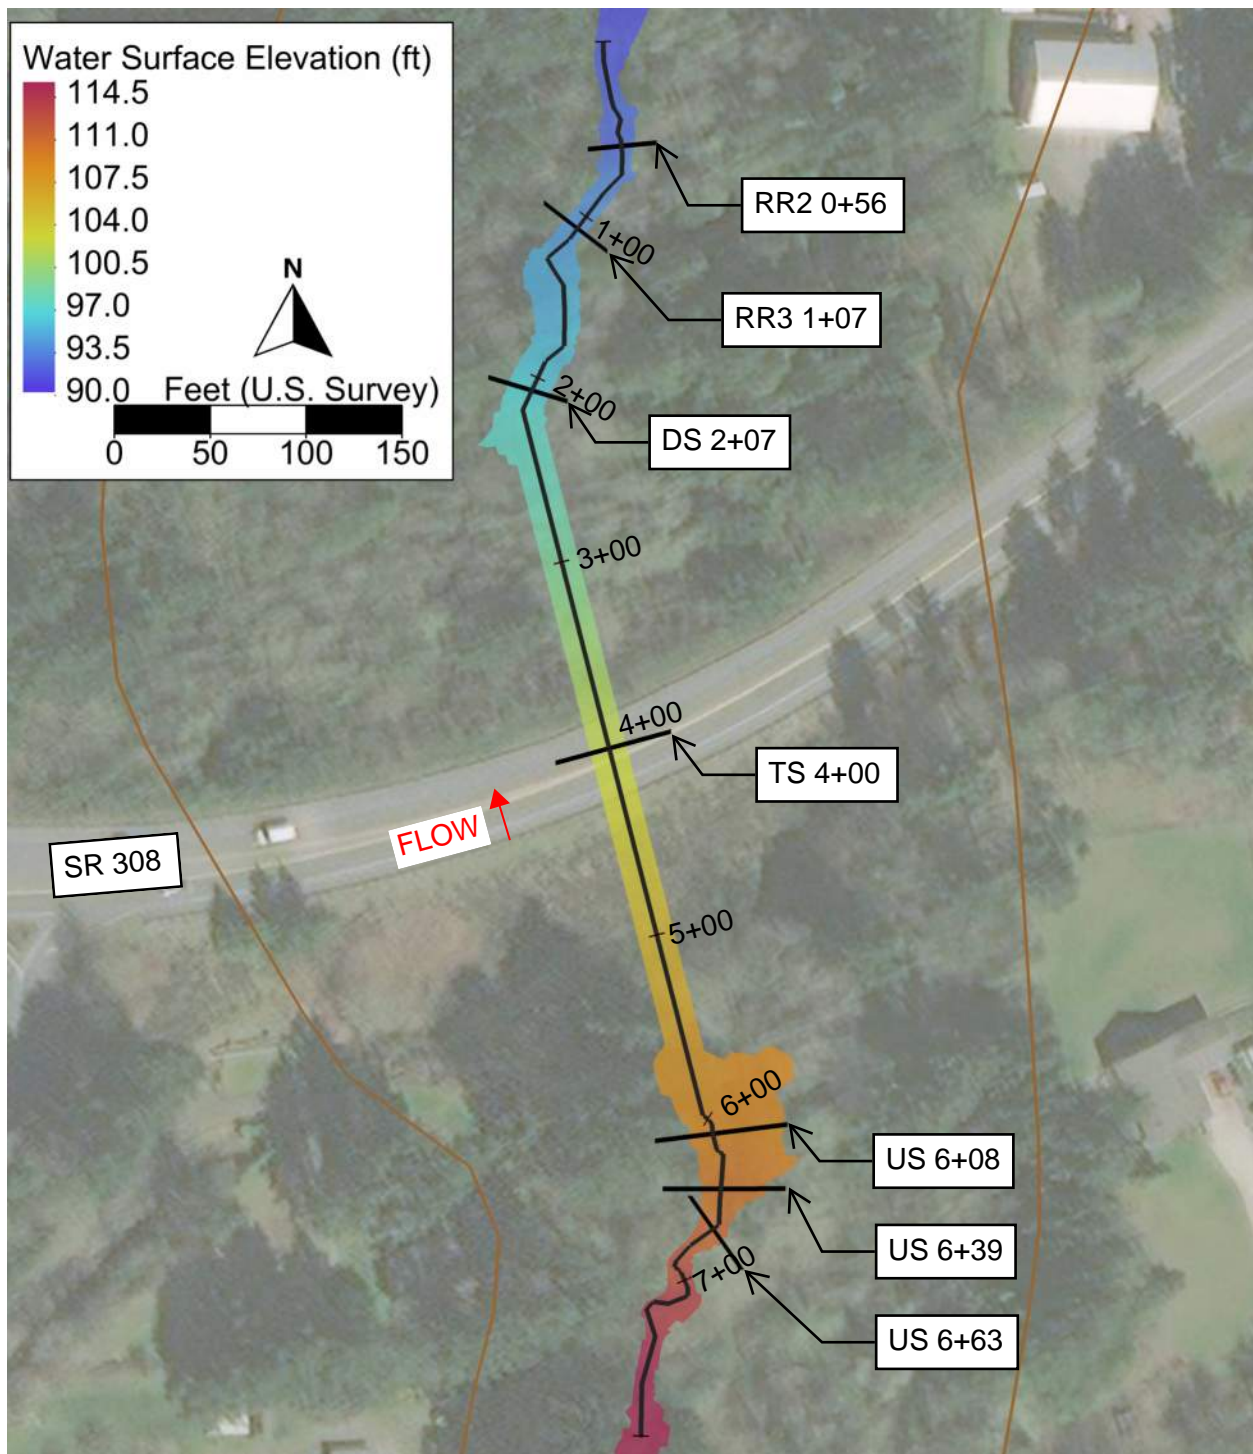 Water Surface Elevation (ft)
114.5
111.0
107.5
104.0
100.5
97.0
93.5
90.0
N
Feet (U.S. Survey)
0 50 100 150
RR2 0+56
1+00
RR3 1+07
2+00
DS 2+07
3+00
4+00
TS 4+00
FLOW
SR 308
5+00
6+00
US 6+08
US 6+39
7+00
US 6+63